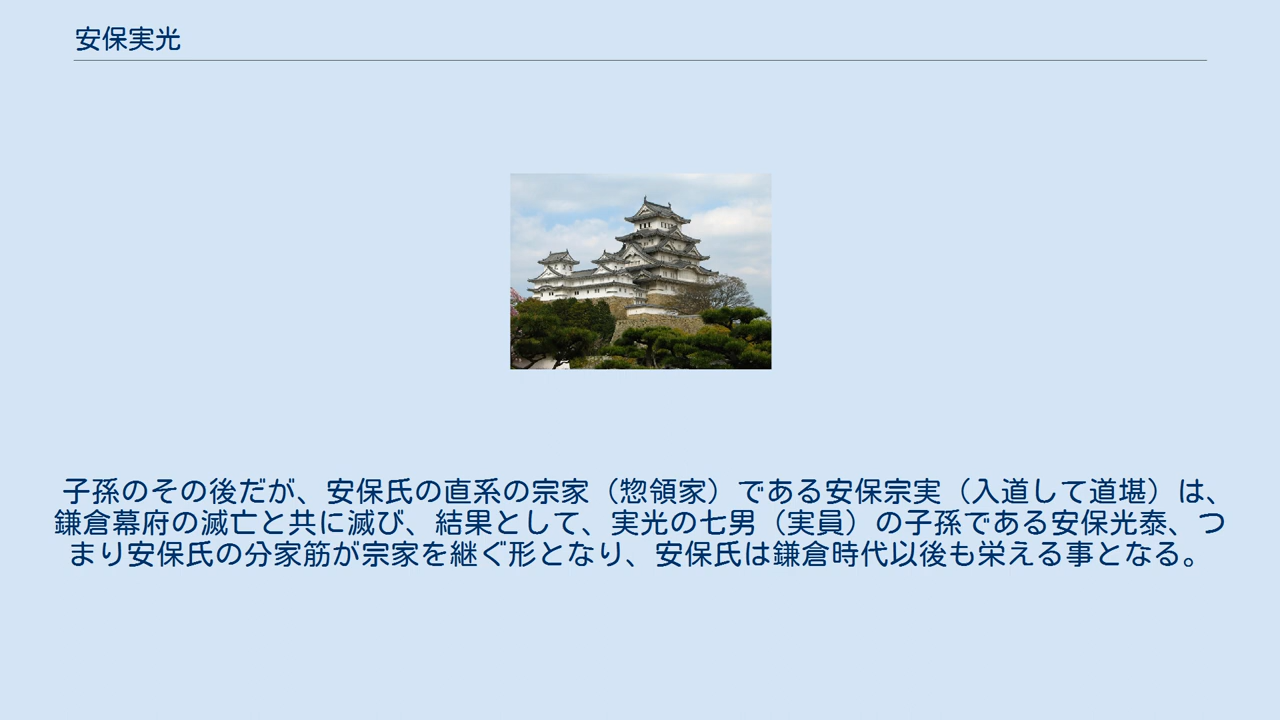 安保実光
子孫のその後だが、安保氏の直系の宗家（惣領家）である安保宗実（入道して道堪）は、
鎌倉幕府の滅亡と共に滅び、結果として、実光の七男（実員）の子孫である安保光泰、つ
まり安保氏の分家筋が宗家を継ぐ形となり、安保氏は鎌倉時代以後も栄える事となる。